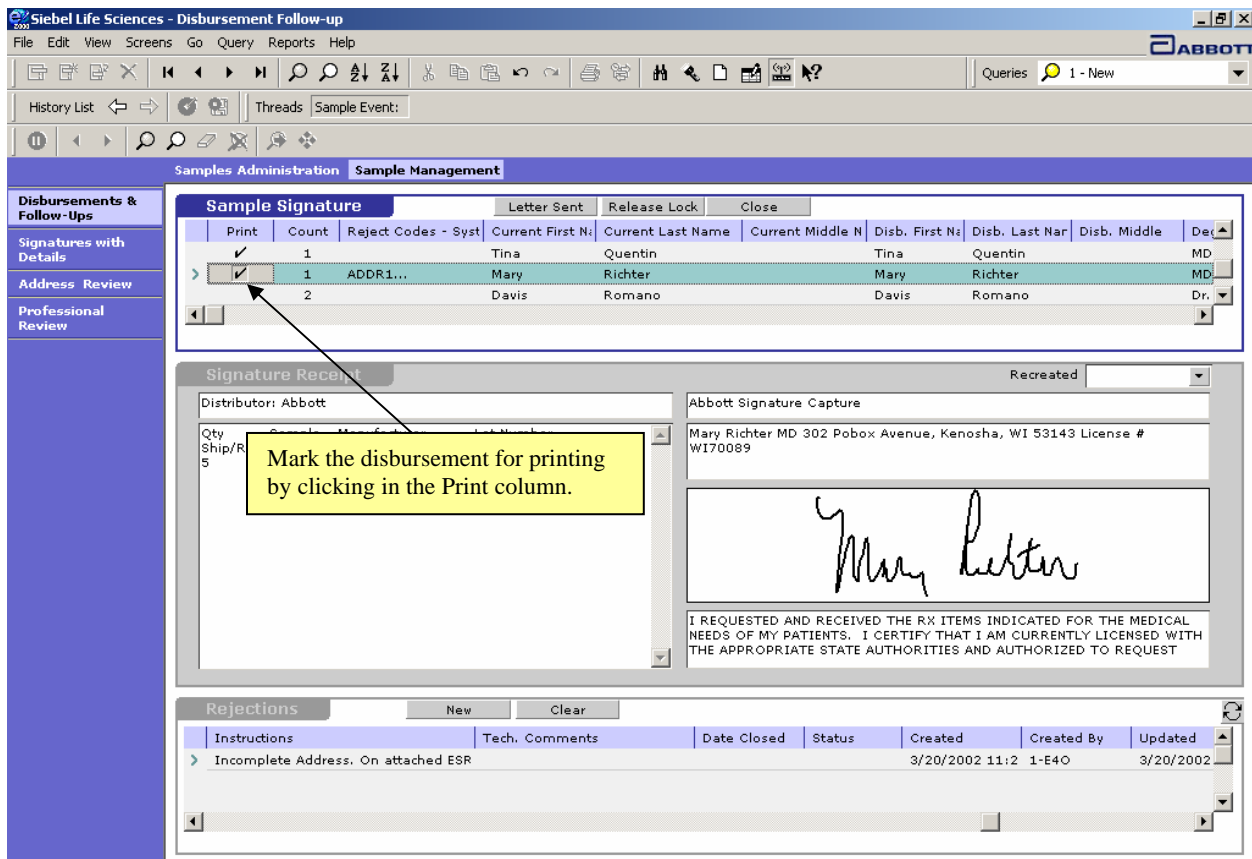 Siebel Life Sciences - Disbursement Follow-up
File Edit View Screens Go Query Reports Help
ABBOTT
Queries 1 - New
History List Threads Sample Event:
Samples Administration Sample Management
Disbursements &
Follow-Ups
Signatures with
Details
Address Review
Professional
Review
Sample Signature Letter Sent Release Lock Close
Print Count Reject Codes - Syst Current First Na Current Last Name Current Middle N Disb. First Na Disb. Last Nar Disb. Middle
1 Tina Quentin Tina Quentin MD
1 ADDR1... Mary Richter Mary Richter MD
2 Davis Romano Davis Romano Dr.
Signature Receipt Recreated
Distributor: Abbott
Abbott Signature Capture
Qty
Ship/R
5
Mark the disbursement for printing
by clicking in the Print column.
Mary Richter MD 302 Pobox Avenue, Kenosha, WI 53143 License #
WI70089
Mary Richter
I REQUESTED AND RECEIVED THE RX ITEMS INDICATED FOR THE MEDICAL
NEEDS OF MY PATIENTS. I CERTIFY THAT I AM CURRENTLY LICENSED WITH
THE APPROPRIATE STATE AUTHORITIES AND AUTHORIZED TO REQUEST
Rejections New Clear
Instructions Tech. Comments Date Closed Status Created Created By Updated
Incomplete Address. On attached ESR 3/20/2002 11:2 1-E4O 3/20/2002